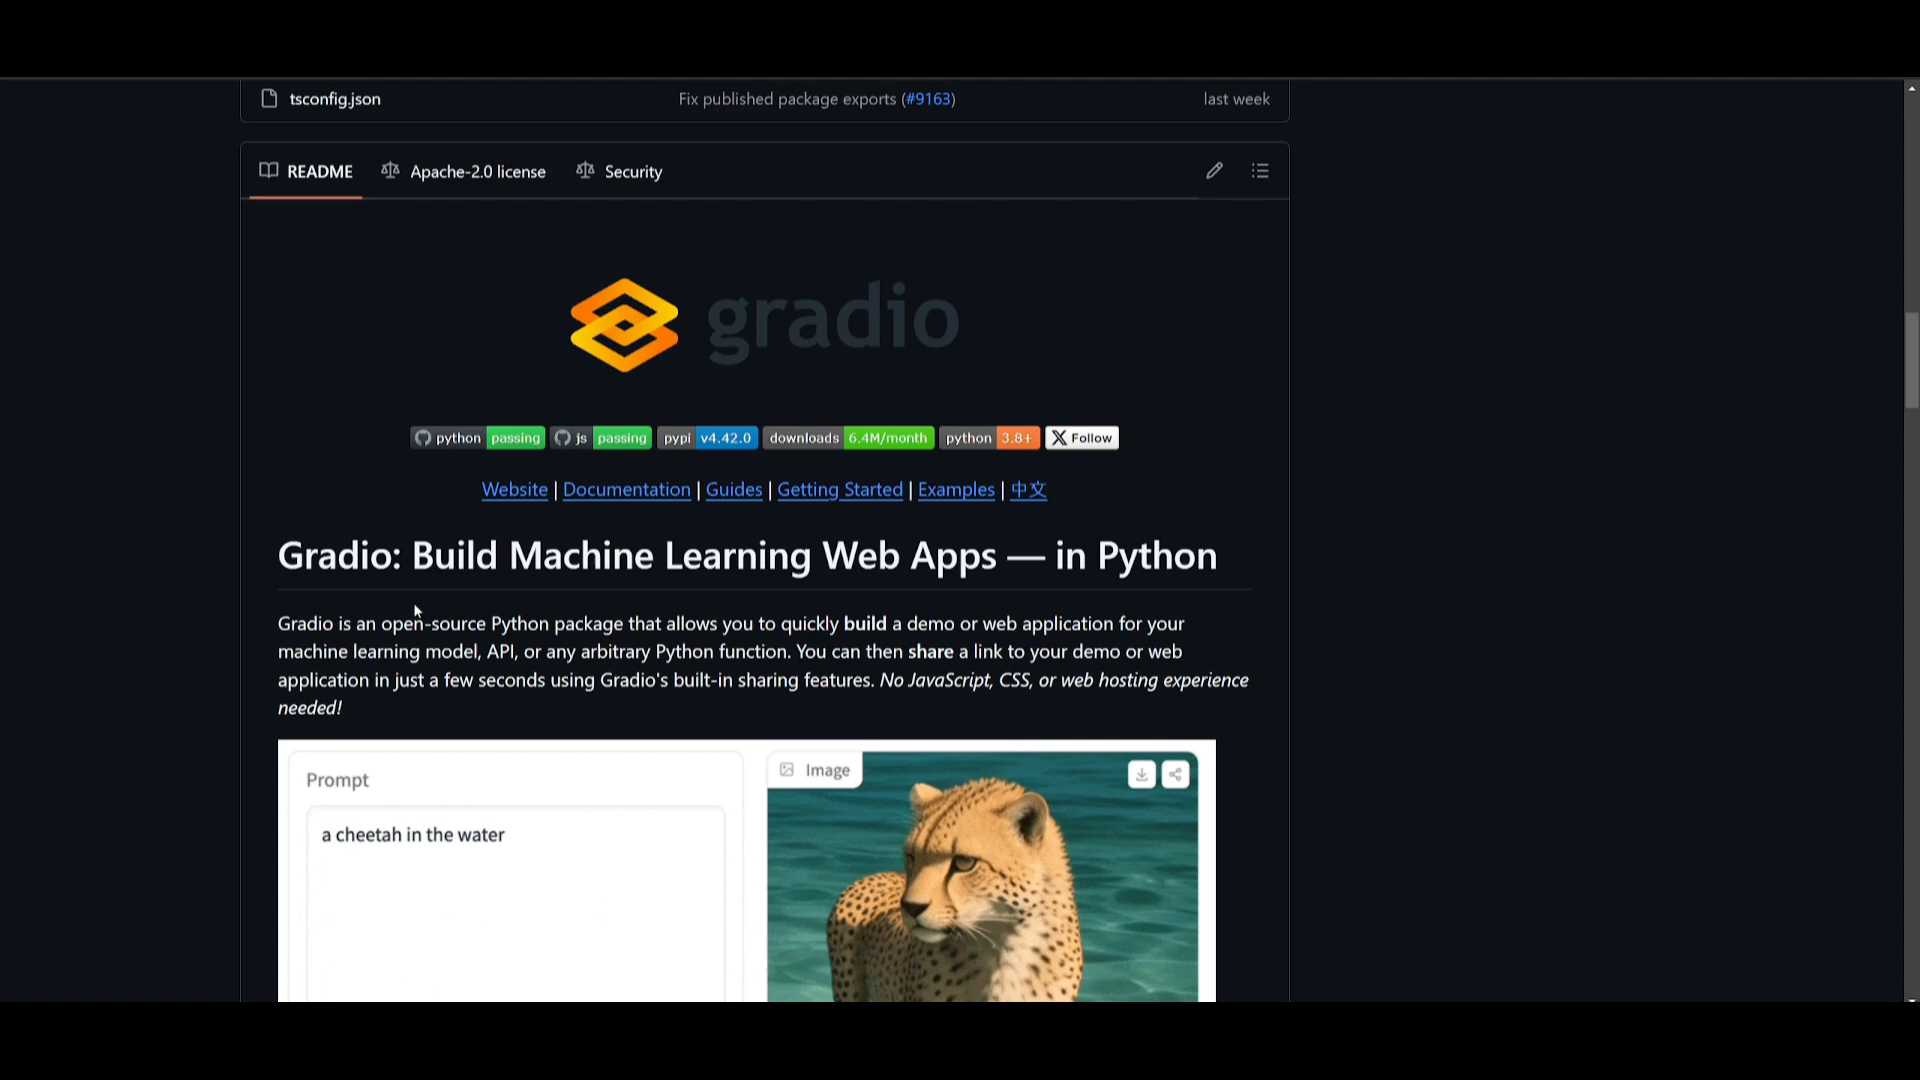 tsconfig.json Fix published package exports (#9163) last week
README Apache-2.0 license Security
gradio
python passing js passing pypi v4.42.0 downloads 6.4M/month python 3.8+ X Follow
Website | Documentation | Guides | Getting Started | Examples | 中文
Gradio: Build Machine Learning Web Apps — in Python
Gradio is an open-source Python package that allows you to quickly build a demo or web application for your
machine learning model, API, or any arbitrary Python function. You can then share a link to your demo or web
application in just a few seconds using Gradio's built-in sharing features. No JavaScript, CSS, or web hosting experience
needed!
Prompt
Image
a cheetah in the water